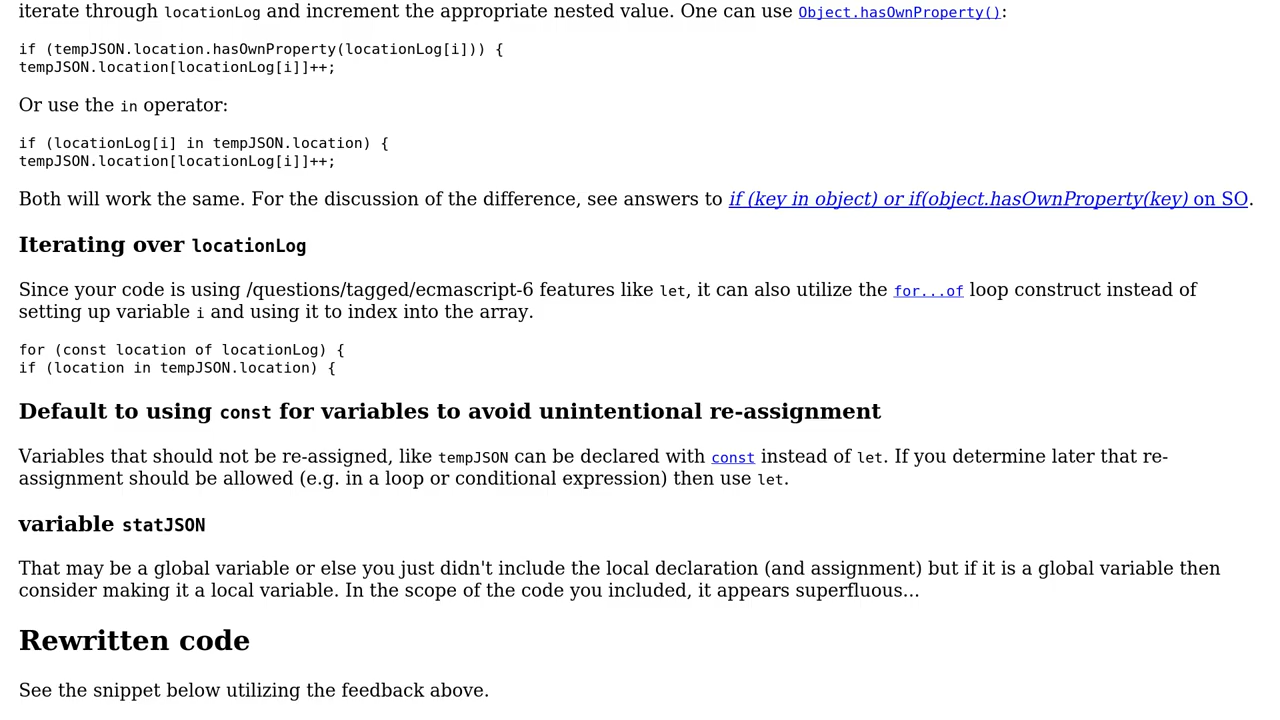 iterate through locationLog and increment the appropriate nested value. One can use Object.hasOwnProperty():
if (tempJSON.location.hasOwnProperty(locationLog[i])) {
tempJSON.location[locationLog[i]]++;
Or use the in operator:
if (locationLog[i] in tempJSON.location) {
tempJSON.location[locationLog[i]]++;
Both will work the same. For the discussion of the difference, see answers to if (key in object) or if(object.hasOwnProperty(key) on SO.
Iterating over locationLog
Since your code is using /questions/tagged/ecmascript-6 features like let, it can also utilize the for...of loop construct instead of
setting up variable i and using it to index into the array.
for (const location of locationLog) {
if (location in tempJSON.location) {
Default to using const for variables to avoid unintentional re-assignment
Variables that should not be re-assigned, like tempJSON can be declared with const instead of let. If you determine later that re-
assignment should be allowed (e.g. in a loop or conditional expression) then use let.
variable statJSON
That may be a global variable or else you just didn't include the local declaration (and assignment) but if it is a global variable then
consider making it a local variable. In the scope of the code you included, it appears superfluous...
Rewritten code
See the snippet below utilizing the feedback above.